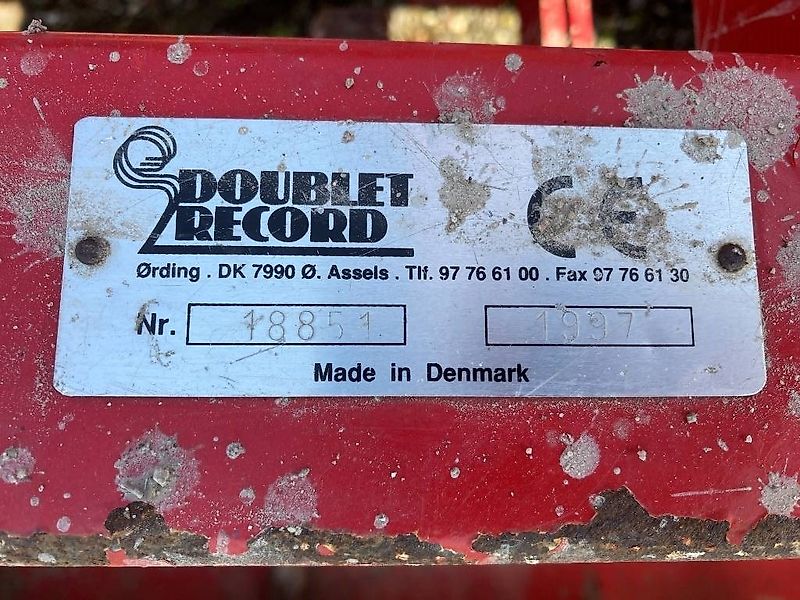 DOUBLET
RECORD
CE
Ørding . DK 7990 Ø. Assels . Tlf. 97 76 61 00 . Fax 97 76 61 30
Nr. 18851 1997
Made in Denmark